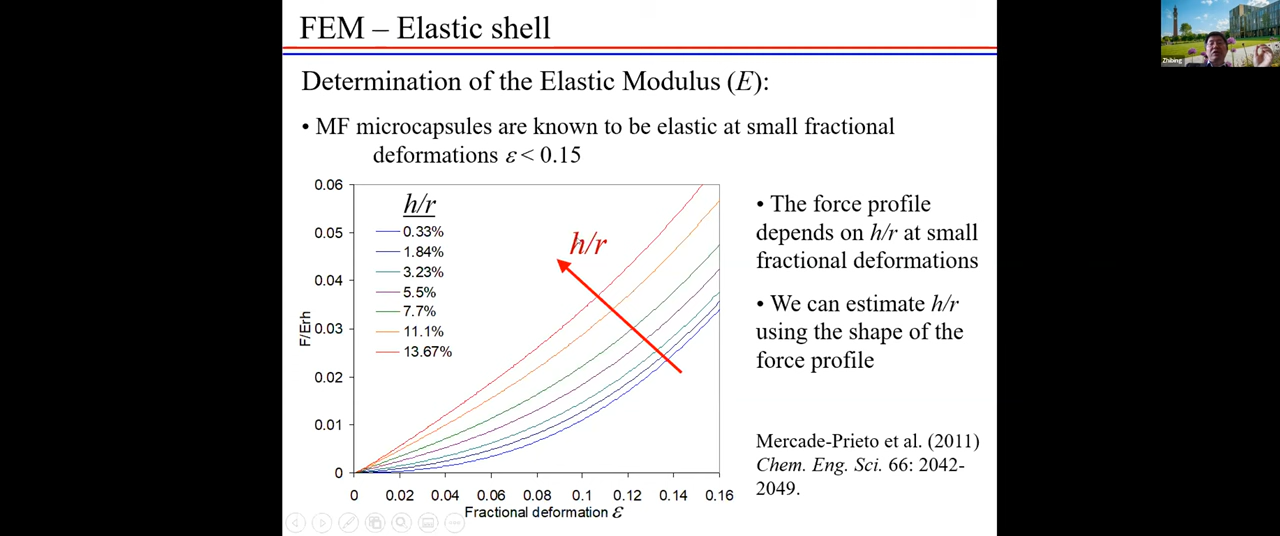 FEM – Elastic shell
Zhibing
Determination of the Elastic Modulus (E):
• MF microcapsules are known to be elastic at small fractional
deformations ε < 0.15
0.06
0.05
0.04
0.03
0.02
0.01
0
F/Erh
h/r
0.33%
1.84%
3.23%
5.5%
7.7%
11.1%
13.67%
h/r
0 0.02 0.04 0.06 0.08 0.1 0.12 0.14 0.16
Fractional deformation ε
• The force profile
depends on h/r at small
fractional deformations
• We can estimate h/r
using the shape of the
force profile
Mercade-Prieto et al. (2011)
Chem. Eng. Sci. 66: 2042-
2049.